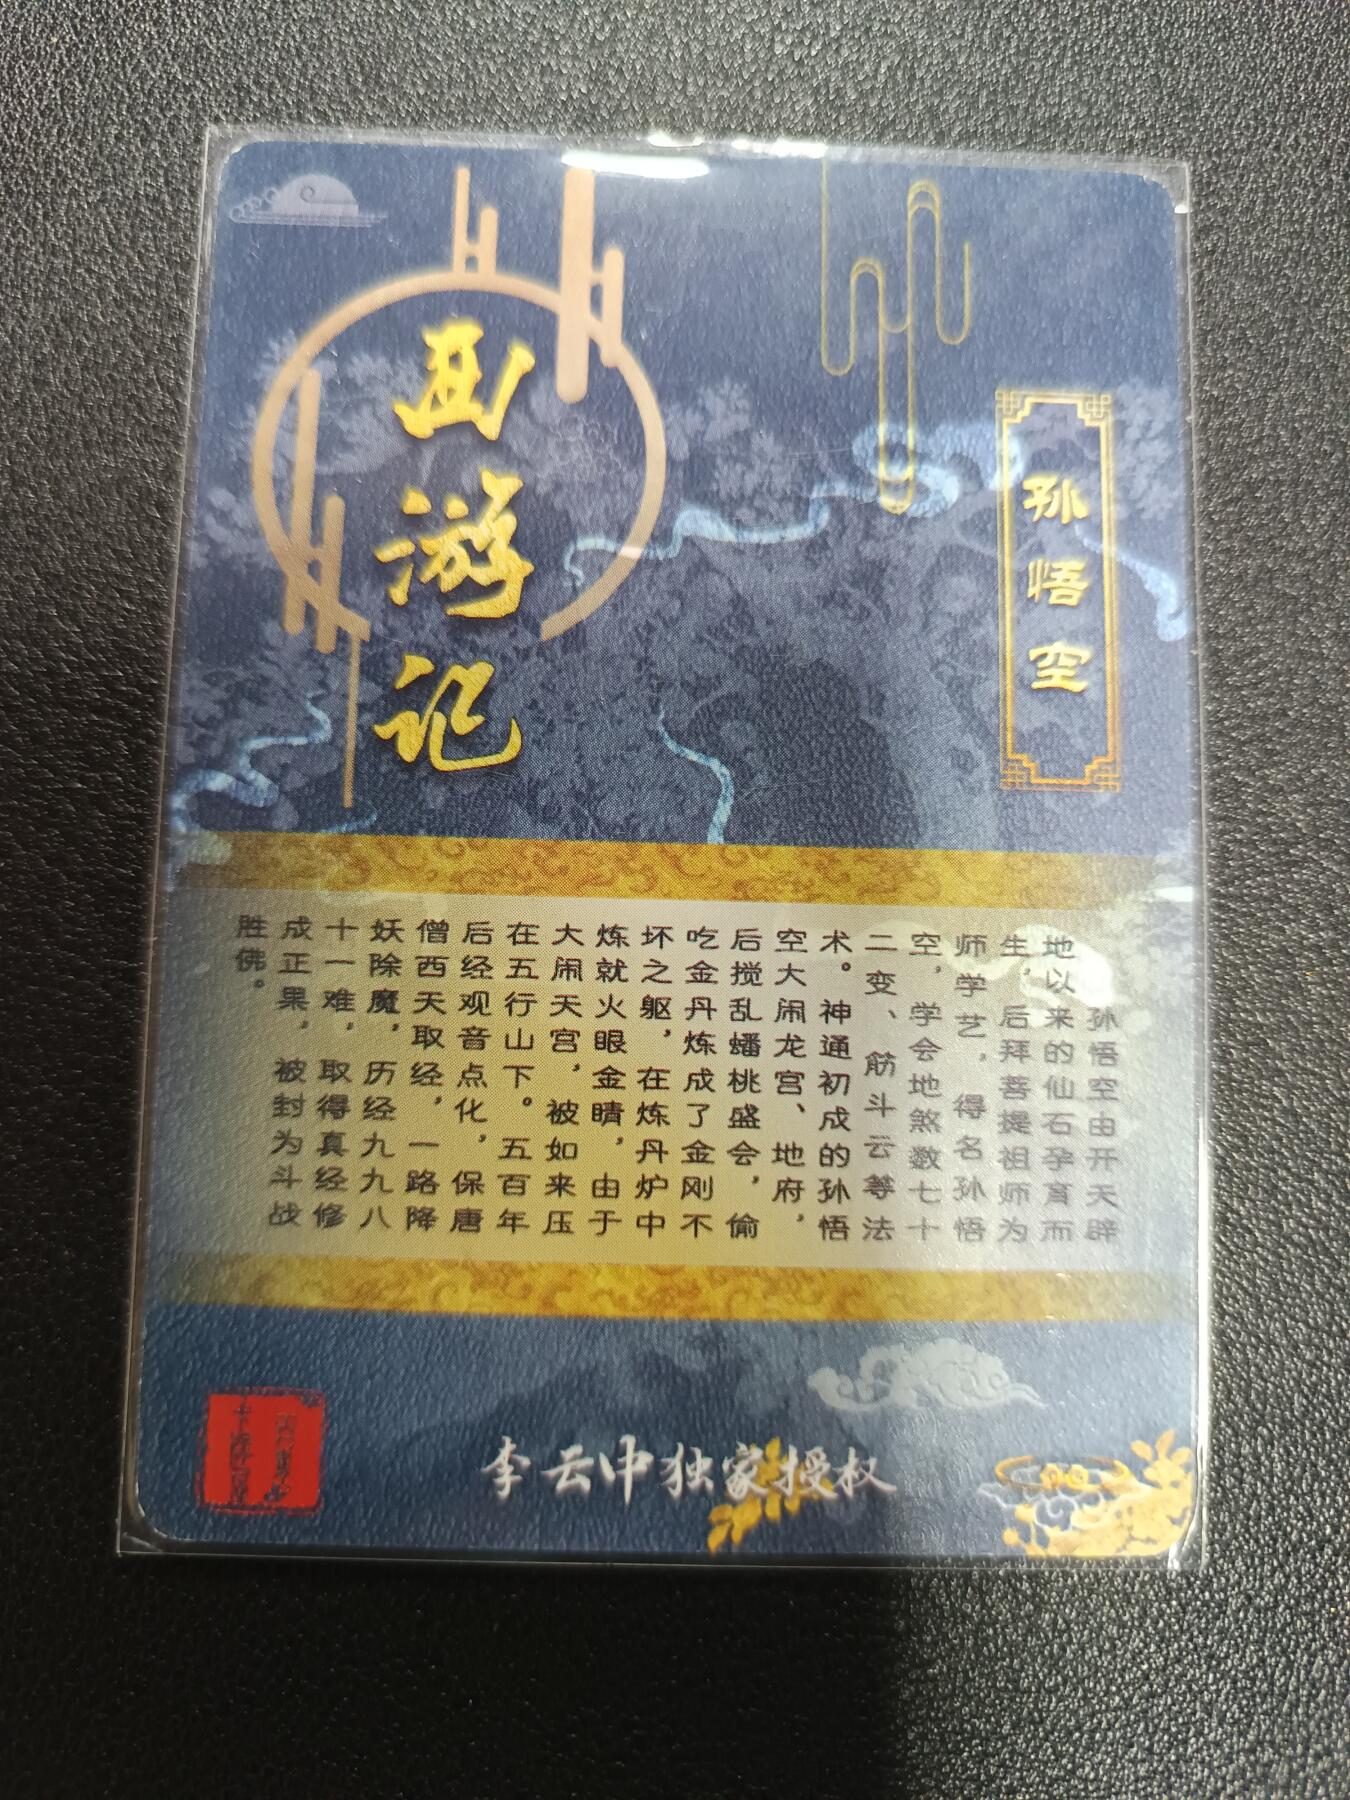 西游记
孙悟空
孙悟空由开天辟
地以来的仙石孕育而
生，后拜菩提祖师为
师学艺，得名孙悟
空，学会地煞数七十
二变、筋斗云等法
术。神通初成的孙悟
空大闹龙宫、地府，
后搅乱蟠桃盛会，偷
吃金丹炼成了金刚不
坏之躯，在炼丹炉中
炼就火眼金睛，由于
大闹天宫，被如来压
在五行山下。五百年
后经观音点化，保唐
僧西天取经，一路降
妖除魔，历经九九八
十一难，取得真经修
成正果，被封为斗战
胜佛。
李云中独家授权